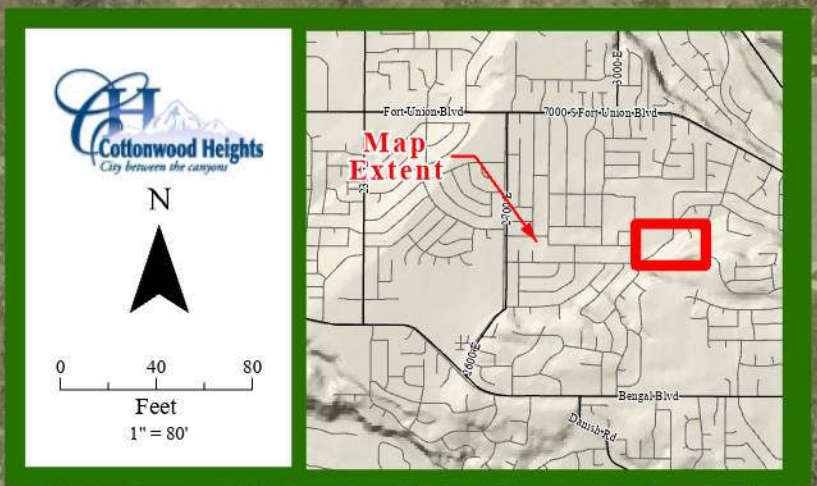 CH
Cottonwood Heights
City between the canyons
N
0 40 80
Feet
1" = 80'
3000 E
Fort Union Blvd
7000 S Fort Union Blvd
Map
Extent
2700 E
2600 E
Bengal Blvd
Danish Rd